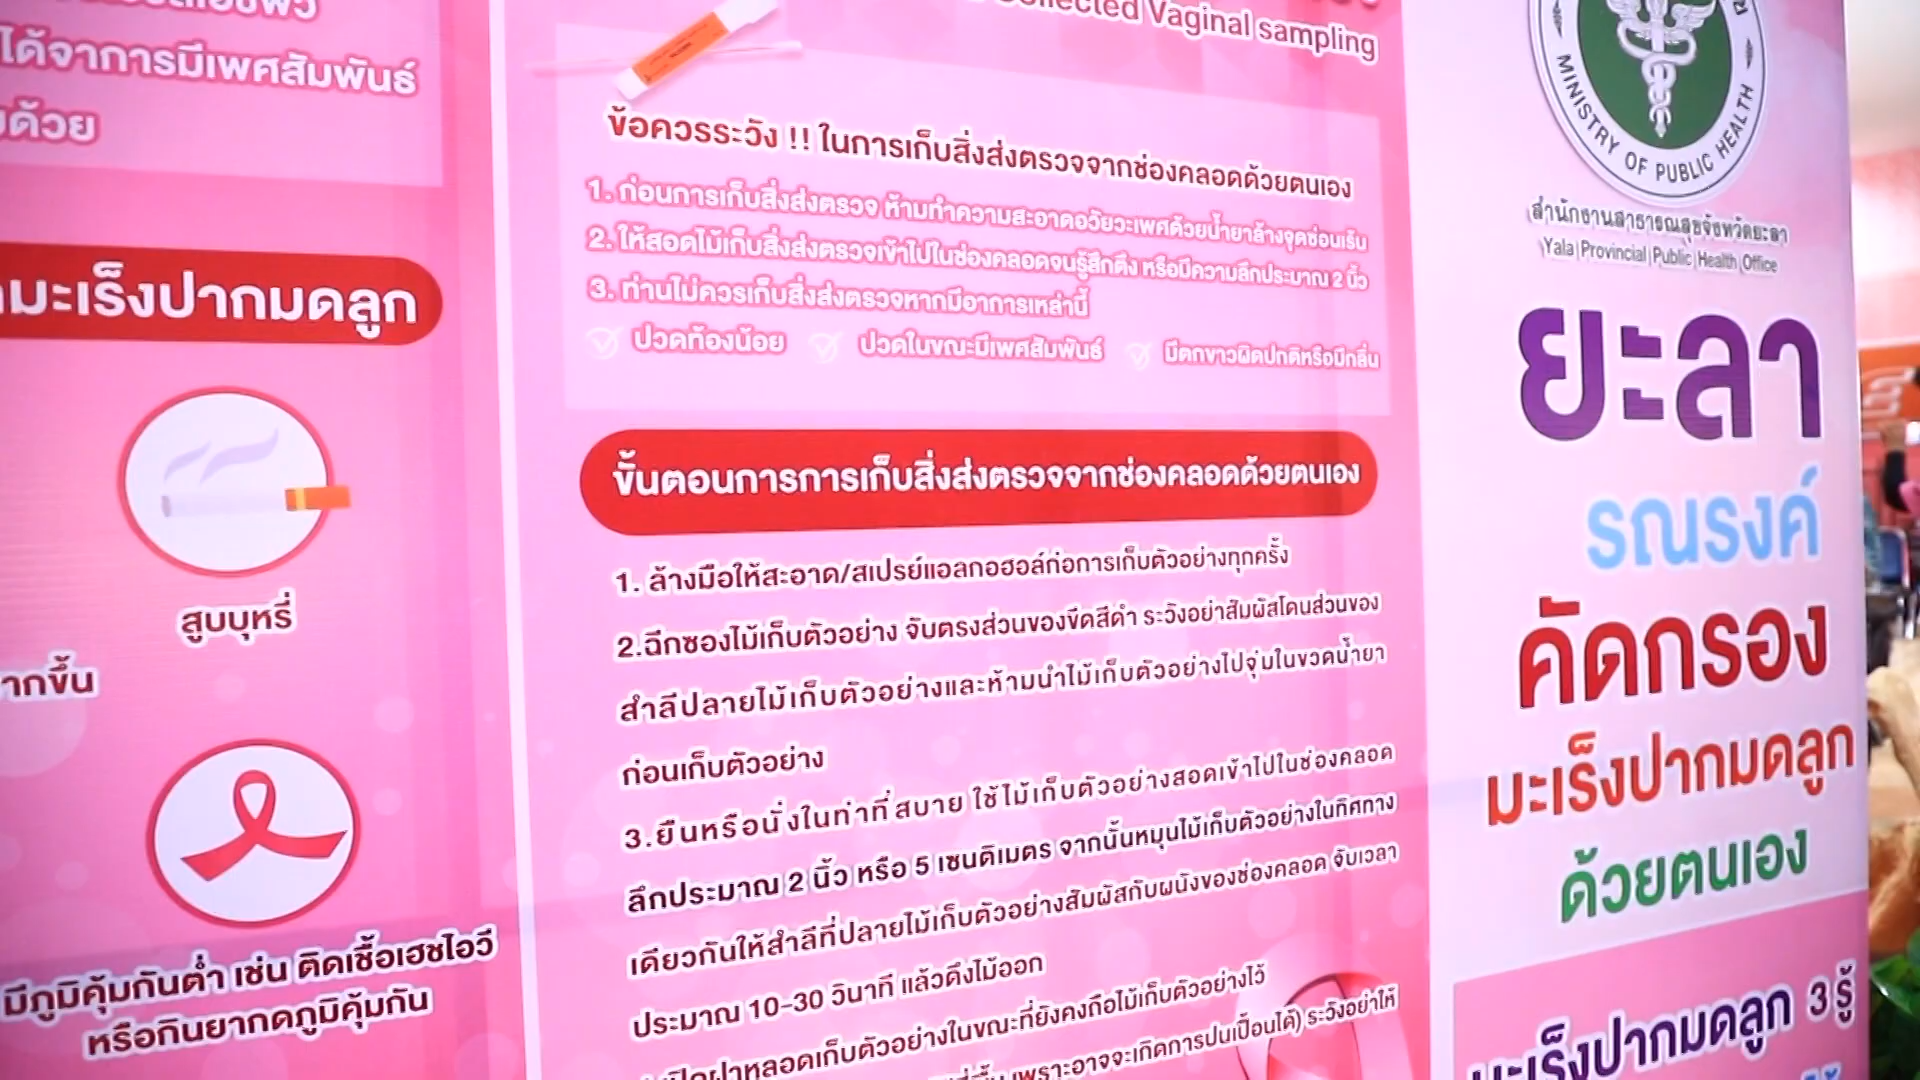 ได้จาการมีเพศสัมพันธ์
ด้วย
มะเร็งปากมดลูก
สูบบุหรี่
ากขึ้น
มีภูมิคุ้มกันต่ำ เช่น ติดเชื้อเฮชไอวี
หรือกินยากดภูมิคุ้มกัน
Vaginal sampling
ข้อควรระวัง !! ในการเก็บสิ่งส่งตรวจจากช่องคลอดด้วยตนเอง
1. ก่อนการเก็บสิ่งส่งตรวจ ห้ามทำความสะอาดอวัยวะเพศด้วยน้ำยาล้างจุดซ่อนเร้น
2. ให้สอดไม้เก็บสิ่งส่งตรวจเข้าไปในช่องคลอดจนรู้สึกตึง หรือมีความลึกประมาณ 2 นิ้ว
3. ท่านไม่ควรเก็บสิ่งส่งตรวจหากมีอาการเหล่านี้
ปวดท้องน้อย ปวดในขณะมีเพศสัมพันธ์ มีตกขาวผิดปกติหรือมีกลิ่น
ขั้นตอนการการเก็บสิ่งส่งตรวจจากช่องคลอดด้วยตนเอง
1. ล้างมือให้สะอาด/สเปรย์แอลกอฮอล์ก่อการเก็บตัวอย่างทุกครั้ง
2.ฉีกซองไม้เก็บตัวอย่าง จับตรงส่วนของขีดสีดำ ระวังอย่าสัมผัสโดนส่วนของ
สำลีปลายไม้เก็บตัวอย่างและห้ามนำไม้เก็บตัวอย่างไปจุ่มในขวดน้ำยา
ก่อนเก็บตัวอย่าง
3.ยืนหรือนั่งในท่าที่สบาย ใช้ไม้เก็บตัวอย่างสอดเข้าไปในช่องคลอด
ลึกประมาณ 2 นิ้ว หรือ 5 เซนติเมตร จากนั้นหมุนไม้เก็บตัวอย่างในทิศทาง
เดียวกันให้สำลีที่ปลายไม้เก็บตัวอย่างสัมผัสกับผนังของช่องคลอด จับเวลา
ประมาณ 10-30 วินาที แล้วดึงไม้ออก
เปิดฝาหลอดเก็บตัวอย่างในขณะที่ยังคงถือไม้เก็บตัวอย่างไว้
เพราะอาจจะเกิดการปนเปื้อนได้) ระวังอย่าให้
MINISTRY OF PUBLIC HEALTH
สำนักงานสาธารณสุขจังหวัดยะลา
Yala Provincial Public Health Office
ยะลา
รณรงค์
คัดกรอง
มะเร็งปากมดลูก
ด้วยตนเอง
มะเร็งปากมดลูก 3 รู้